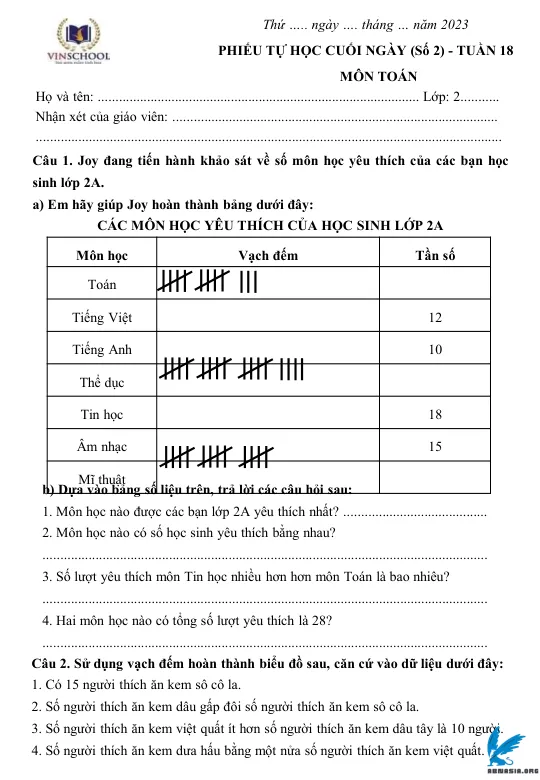 Thứ ….. ngày …. tháng … năm 2023
VINSCHOOL
PHIẾU TỰ HỌC CUỐI NGÀY (Số 2) - TUẦN 18
MÔN TOÁN
Họ và tên: ........................................................................................ Lớp: 2...........
Nhận xét của giáo viên: .........................................................................................
................................................................................................................................
Câu 1. Joy đang tiến hành khảo sát về số môn học yêu thích của các bạn học
sinh lớp 2A.
a) Em hãy giúp Joy hoàn thành bảng dưới đây:
CÁC MÔN HỌC YÊU THÍCH CỦA HỌC SINH LỚP 2A
Môn học Vạch đếm Tần số
Toán
Tiếng Việt 12
Tiếng Anh 10
Thể dục
Tin học 18
Âm nhạc 15
Mĩ thuật
b) Dựa vào bảng số liệu trên, trả lời các câu hỏi sau:
1. Môn học nào được các bạn lớp 2A yêu thích nhất? ........................................
2. Môn học nào có số học sinh yêu thích bằng nhau?
..........................................................................................................................
3. Số lượt yêu thích môn Tin học nhiều hơn hơn môn Toán là bao nhiêu?
..........................................................................................................................
4. Hai môn học nào có tổng số lượt yêu thích là 28?
..........................................................................................................................
Câu 2. Sử dụng vạch đếm hoàn thành biểu đồ sau, căn cứ vào dữ liệu dưới đây:
1. Có 15 người thích ăn kem sô cô la.
2. Số người thích ăn kem dâu gấp đôi số người thích ăn kem sô cô la.
3. Số người thích ăn kem việt quất ít hơn số người thích ăn kem dâu tây là 10 người.
4. Số người thích ăn kem dưa hấu bằng một nửa số người thích ăn kem việt quất.